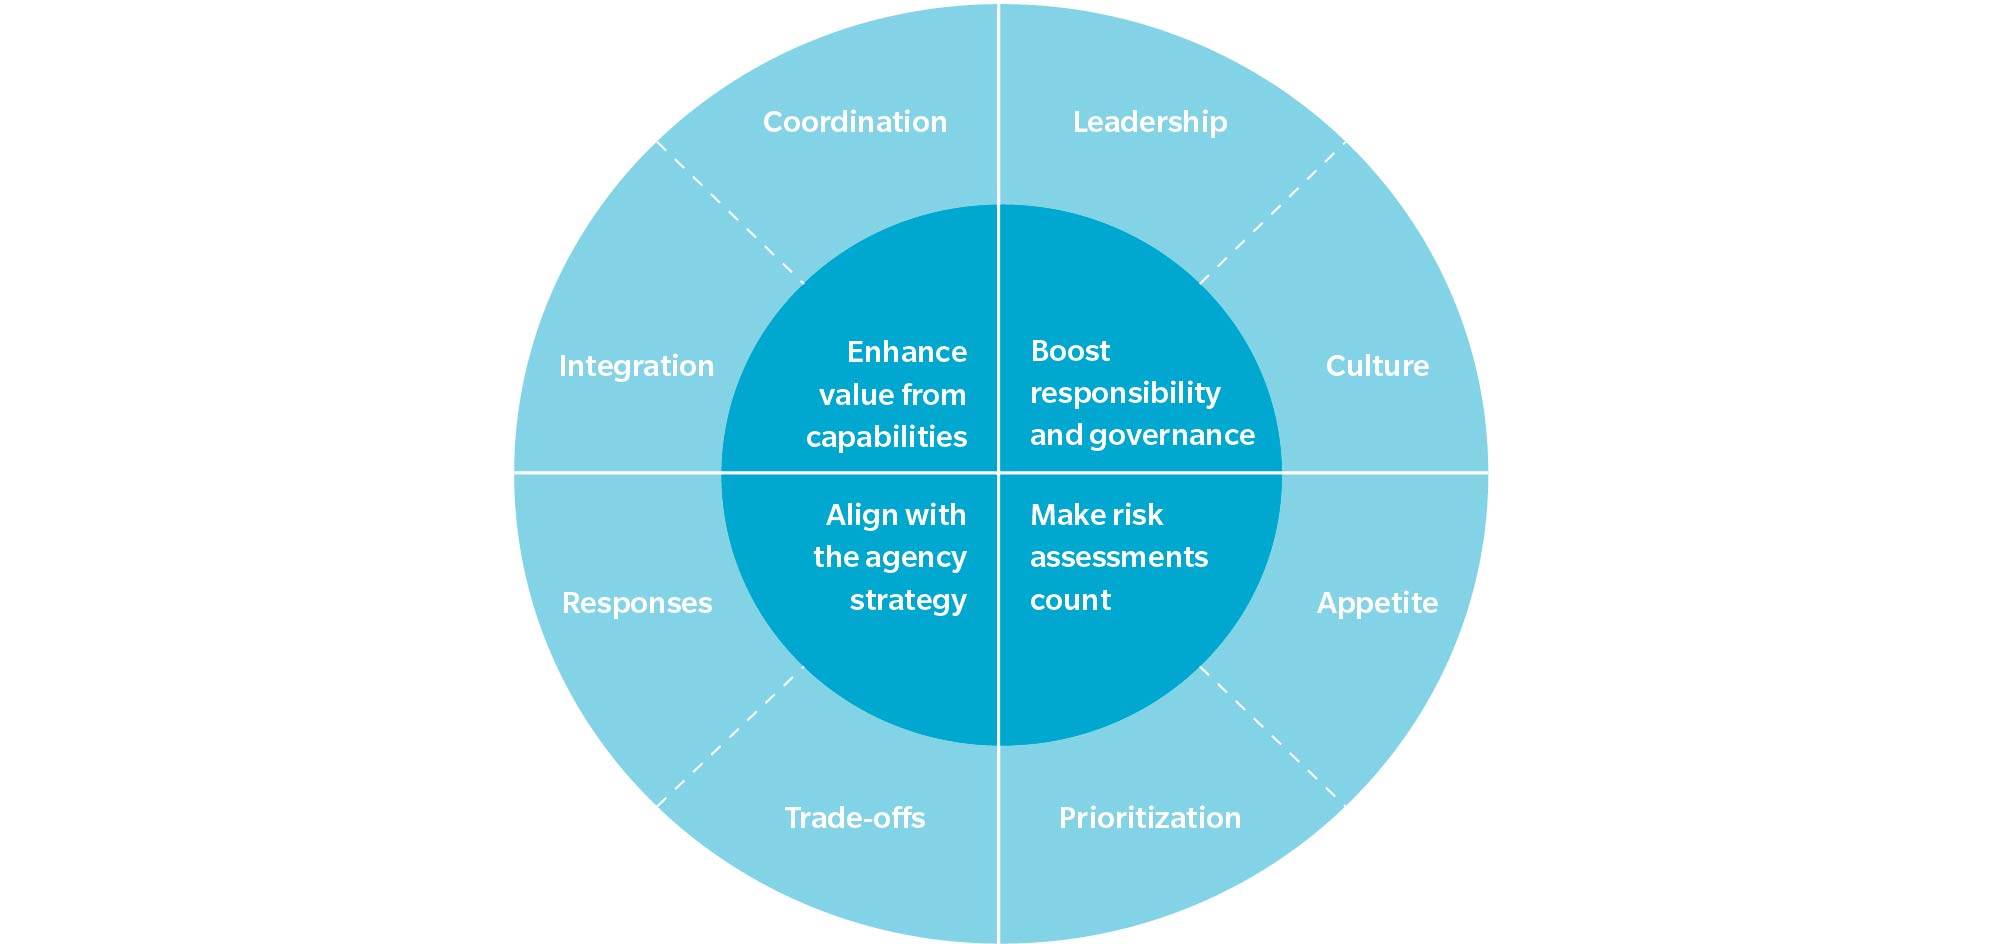 Coordination
Leadership
Integration
Culture
Enhance
value from
capabilities
Boost
responsibility
and governance
Align with
the agency
strategy
Make risk
assessments
count
Responses
Appetite
Trade-offs
Prioritization